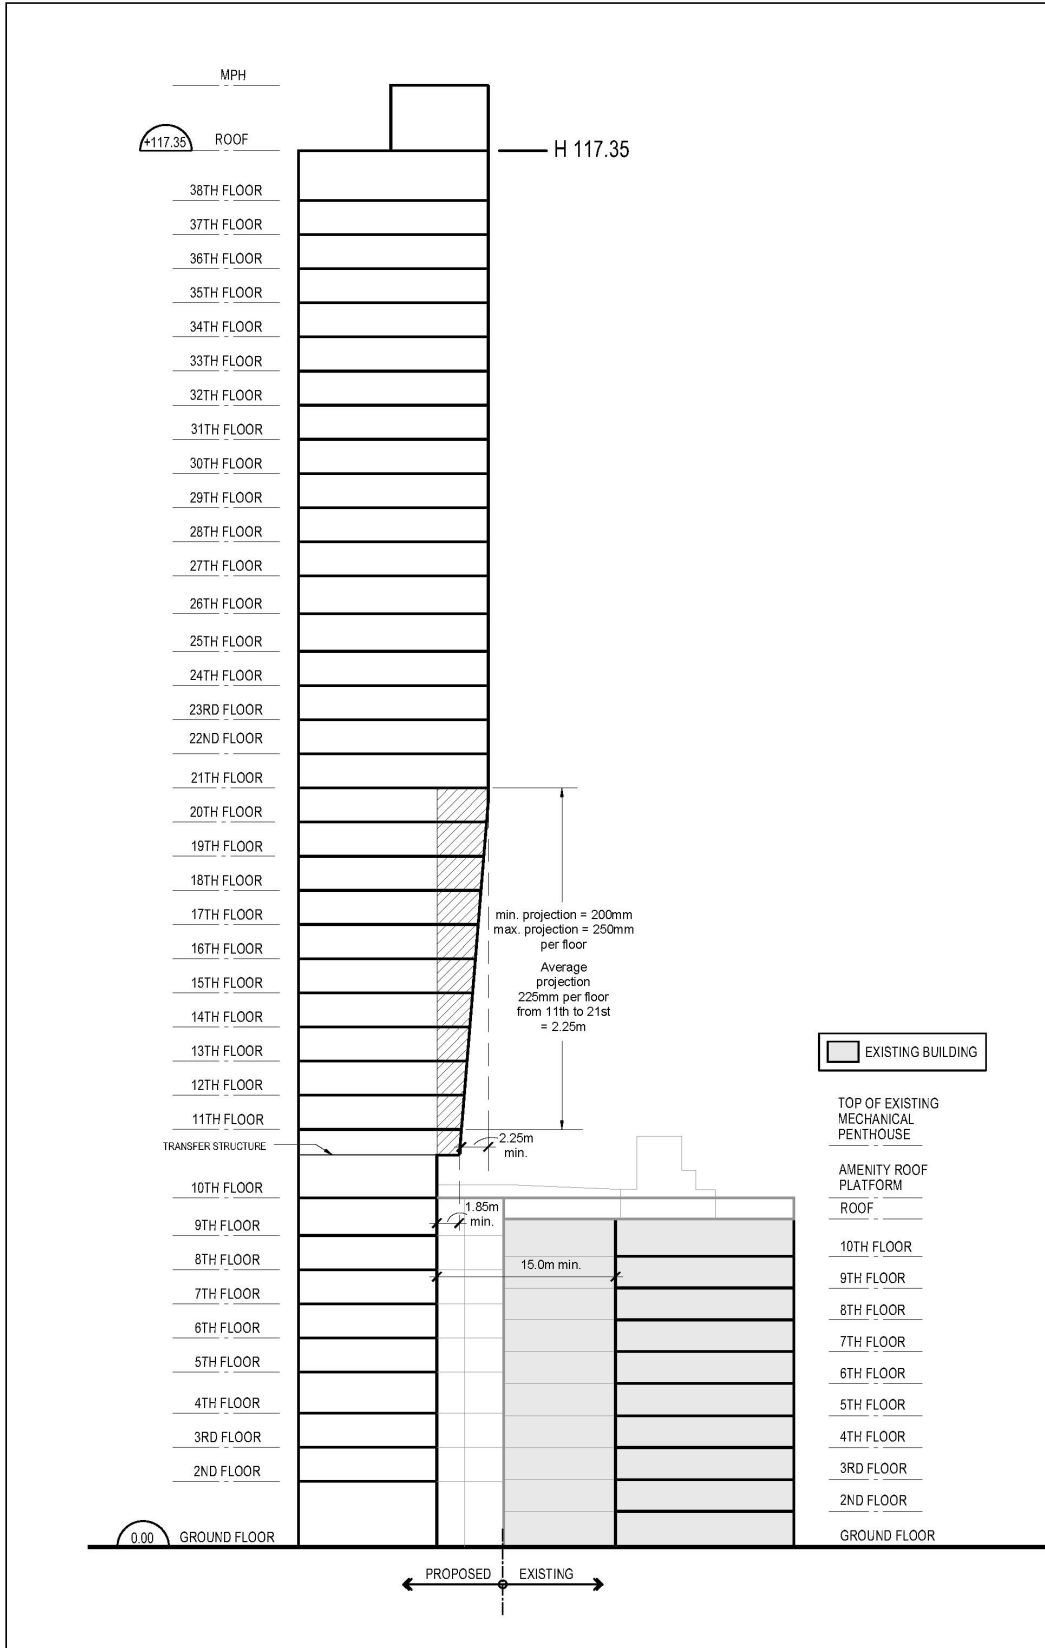 MPH
+117.35 ROOF
H 117.35
38TH FLOOR
37TH FLOOR
36TH FLOOR
35TH FLOOR
34TH FLOOR
33TH FLOOR
32TH FLOOR
31TH FLOOR
30TH FLOOR
29TH FLOOR
28TH FLOOR
27TH FLOOR
26TH FLOOR
25TH FLOOR
24TH FLOOR
23RD FLOOR
22ND FLOOR
21TH FLOOR
20TH FLOOR
19TH FLOOR
18TH FLOOR
17TH FLOOR
16TH FLOOR
15TH FLOOR
14TH FLOOR
13TH FLOOR
12TH FLOOR
11TH FLOOR
TRANSFER STRUCTURE
10TH FLOOR
9TH FLOOR
8TH FLOOR
7TH FLOOR
6TH FLOOR
5TH FLOOR
4TH FLOOR
3RD FLOOR
2ND FLOOR
0.00 GROUND FLOOR
min. projection = 200mm
max. projection = 250mm
per floor
Average
projection
225mm per floor
from 11th to 21st
= 2.25m
2.25m
min.
1.85m
min.
15.0m min.
EXISTING BUILDING
TOP OF EXISTING
MECHANICAL
PENTHOUSE
AMENITY ROOF
PLATFORM
ROOF
10TH FLOOR
9TH FLOOR
8TH FLOOR
7TH FLOOR
6TH FLOOR
5TH FLOOR
4TH FLOOR
3RD FLOOR
2ND FLOOR
GROUND FLOOR
PROPOSED EXISTING